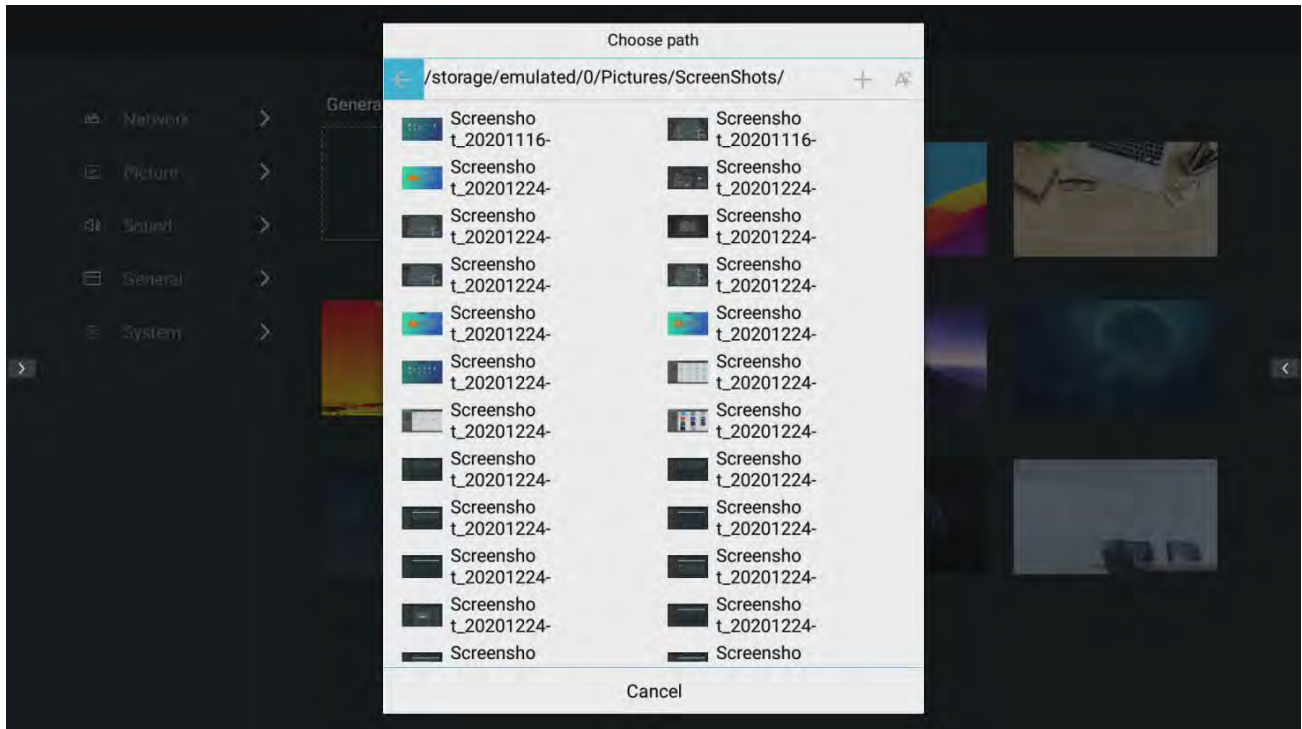 Choose path
/storage/emulated/0/Pictures/ScreenShots/
Genera
Network
Picture
Sound
General
System
Screensho
t_20201116-
Screensho
t_20201116-
Screensho
t_20201224-
Screensho
t_20201224-
Screensho
t_20201224-
Screensho
t_20201224-
Screensho
t_20201224-
Screensho
t_20201224-
Screensho
t_20201224-
Screensho
t_20201224-
Screensho
t_20201224-
Screensho
t_20201224-
Screensho
t_20201224-
Screensho
t_20201224-
Screensho
t_20201224-
Screensho
t_20201224-
Screensho
t_20201224-
Screensho
t_20201224-
Screensho
t_20201224-
Screensho
t_20201224-
Screensho
t_20201224-
Screensho
t_20201224-
Screensho
Screensho
Cancel